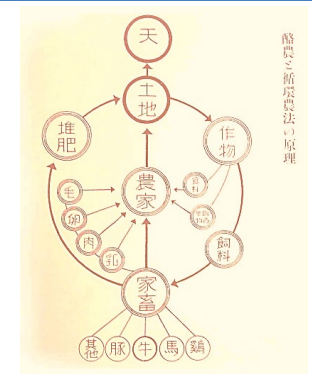 酪農と循環農法の原理
天
土地
堆肥
作物
農家
毛
卵
肉
乳
飼料
家畜
其他
豚
牛
馬
鶏